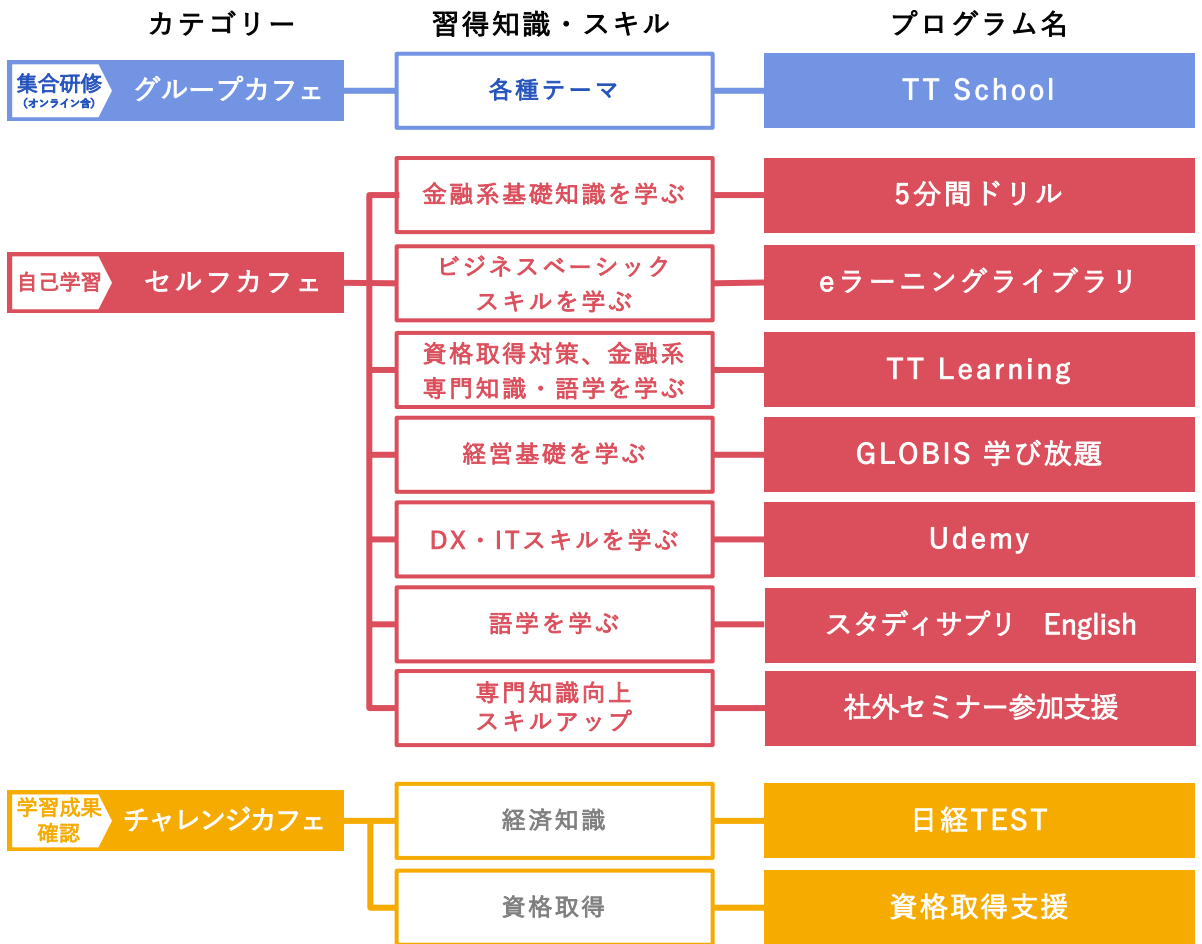 カテゴリー
習得知識・スキル
プログラム名
集合研修
（オンライン含）
グループカフェ
各種テーマ
TT School
金融系基礎知識を学ぶ
5分間ドリル
自己学習
セルフカフェ
ビジネスベーシック
スキルを学ぶ
eラーニングライブラリ
資格取得対策、金融系
専門知識・語学を学ぶ
TT Learning
経営基礎を学ぶ
GLOBIS 学び放題
DX・ITスキルを学ぶ
Udemy
語学を学ぶ
スタディサプリ　English
専門知識向上
スキルアップ
社外セミナー参加支援
学習成果
確認
チャレンジカフェ
経済知識
日経TEST
資格取得
資格取得支援